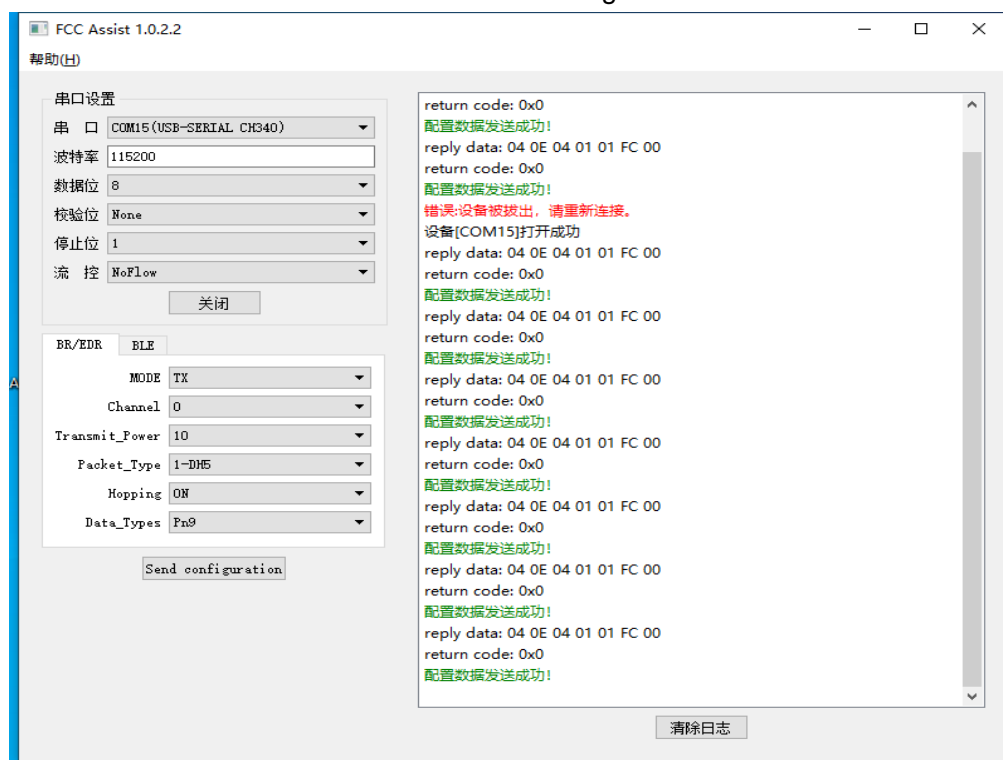 g
FCC Assist 1.0.2.2
帮助(H)
串口设置
串 口 COM15(USB-SERIAL CH340)
波特率 115200
数据位 8
校验位 None
停止位 1
流 控 NoFlow
关闭
BR/EDR BLE
MODE TX
Channel 0
Transmit_Power 10
Packet_Type 1-DH5
Hopping ON
Data_Types Pn9
Send configuration
return code: 0x0
配置数据发送成功!
reply data: 04 0E 04 01 01 FC 00
return code: 0x0
配置数据发送成功!
错误:设备被拔出，请重新连接。
设备[COM15]打开成功
reply data: 04 0E 04 01 01 FC 00
return code: 0x0
配置数据发送成功!
reply data: 04 0E 04 01 01 FC 00
return code: 0x0
配置数据发送成功!
reply data: 04 0E 04 01 01 FC 00
return code: 0x0
配置数据发送成功!
reply data: 04 0E 04 01 01 FC 00
return code: 0x0
配置数据发送成功!
reply data: 04 0E 04 01 01 FC 00
return code: 0x0
配置数据发送成功!
reply data: 04 0E 04 01 01 FC 00
return code: 0x0
配置数据发送成功!
reply data: 04 0E 04 01 01 FC 00
return code: 0x0
配置数据发送成功!
清除日志